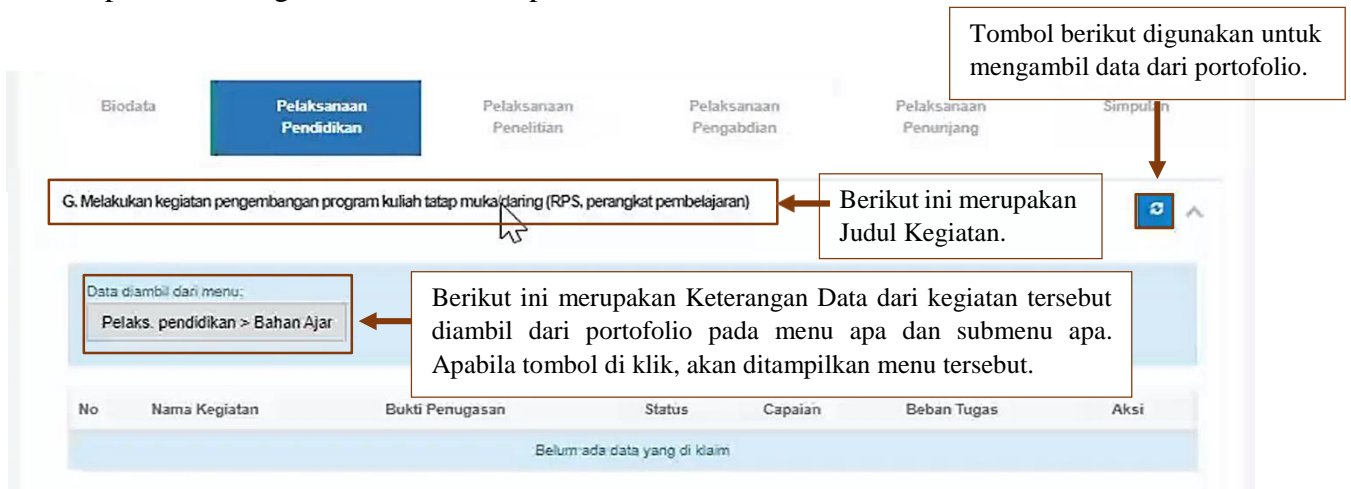 Tombol berikut digunakan untuk
mengambil data dari portofolio.
Biodata
Pelaksanaan
Pendidikan
Pelaksanaan
Penelitian
Pelaksanaan
Pengabdian
Pelaksanaan
Penunjang
Simpulan
G. Melakukan kegiatan pengembangan program kuliah tatap muka/daring (RPS, perangkat pembelajaran)
Berikut ini merupakan
Judul Kegiatan.
Data diambil dari menu:
Pelaks. pendidikan > Bahan Ajar
Berikut ini merupakan Keterangan Data dari kegiatan tersebut
diambil dari portofolio pada menu apa dan submenu apa.
Apabila tombol di klik, akan ditampilkan menu tersebut.
No Nama Kegiatan Bukti Penugasan Status Capaian Beban Tugas Aksi
Belum ada data yang di klaim